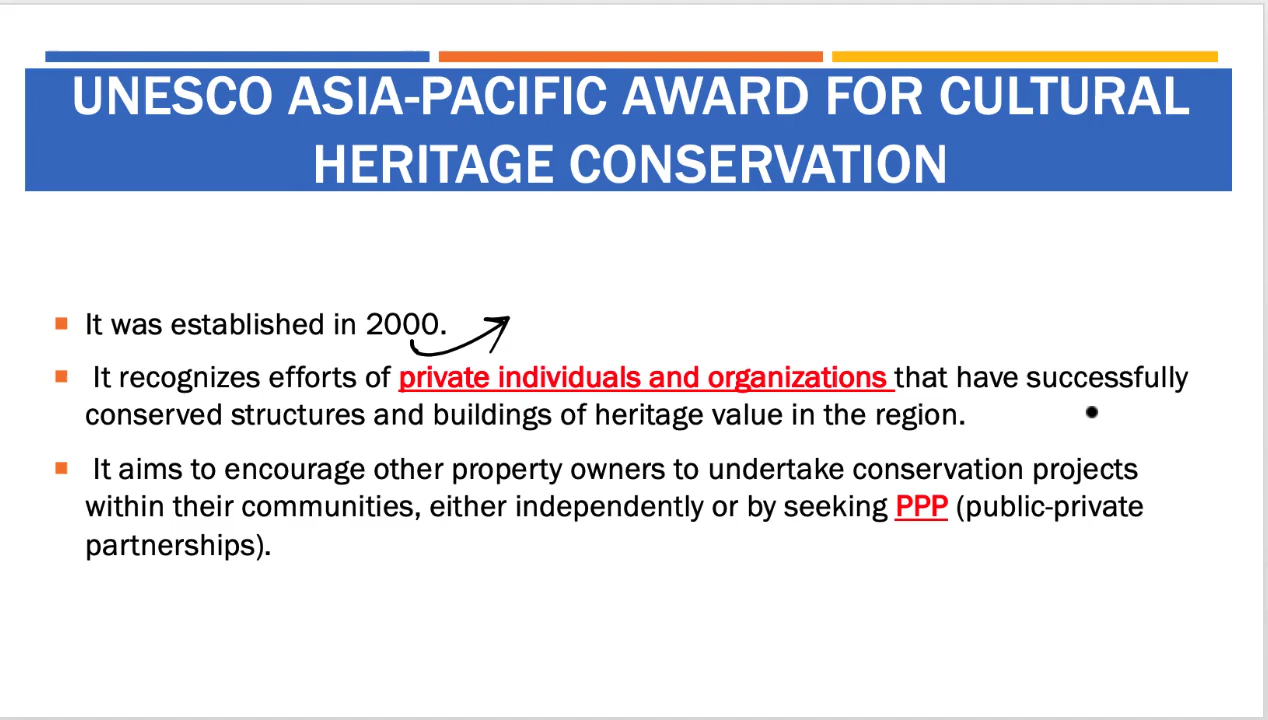 UNESCO ASIA-PACIFIC AWARD FOR CULTURAL
HERITAGE CONSERVATION
It was established in 2000.
It recognizes efforts of private individuals and organizations that have successfully
conserved structures and buildings of heritage value in the region.
It aims to encourage other property owners to undertake conservation projects
within their communities, either independently or by seeking PPP (public-private
partnerships).